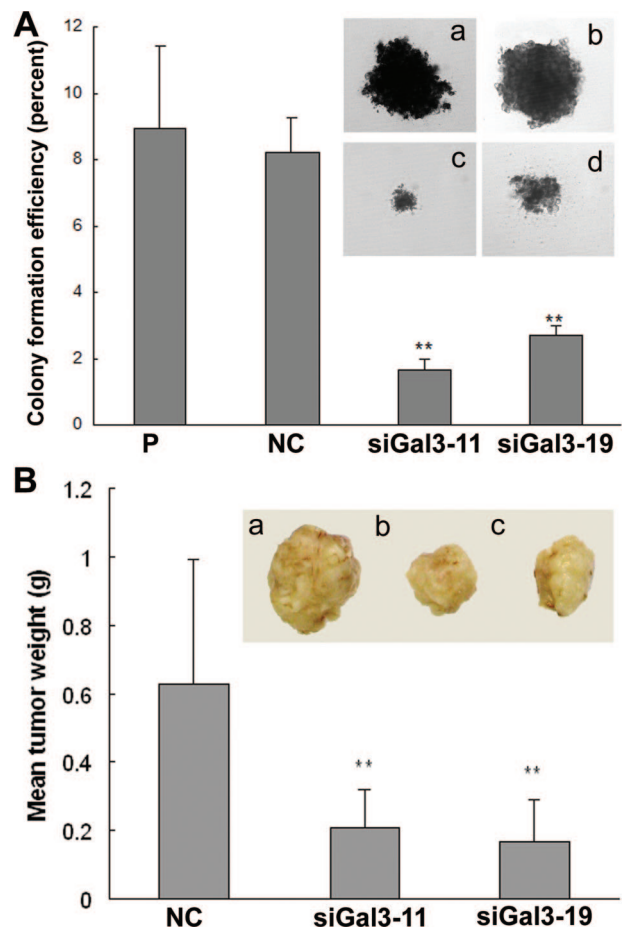 A
Colony formation efficiency (percent)
12
10
8
6
4
2
0
a
b
c
d
**
**
P
NC
siGal3-11
siGal3-19
B
Mean tumor weight (g)
1.2
1
0.8
0.6
0.4
0.2
0
a
b
c
**
**
NC
siGal3-11
siGal3-19